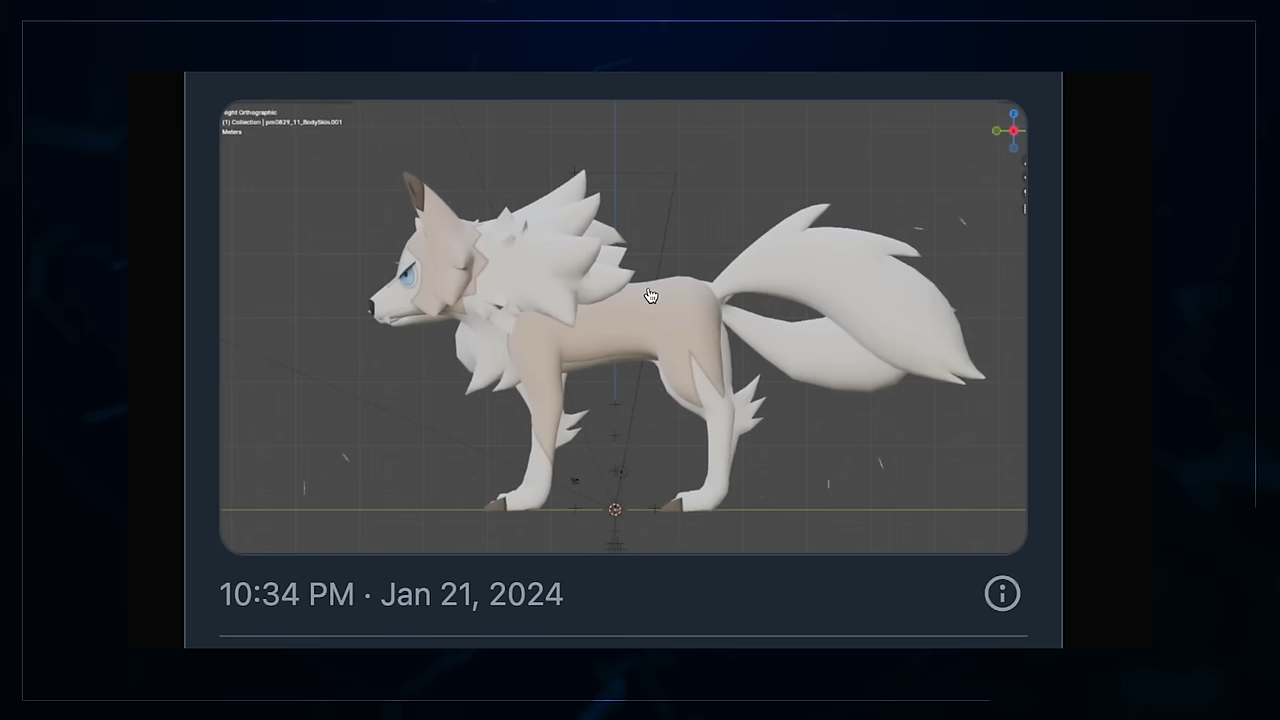 ight Orthographic
(1) Collection | pm0829_11_BodySkin.001
Meters
10:34 PM · Jan 21, 2024